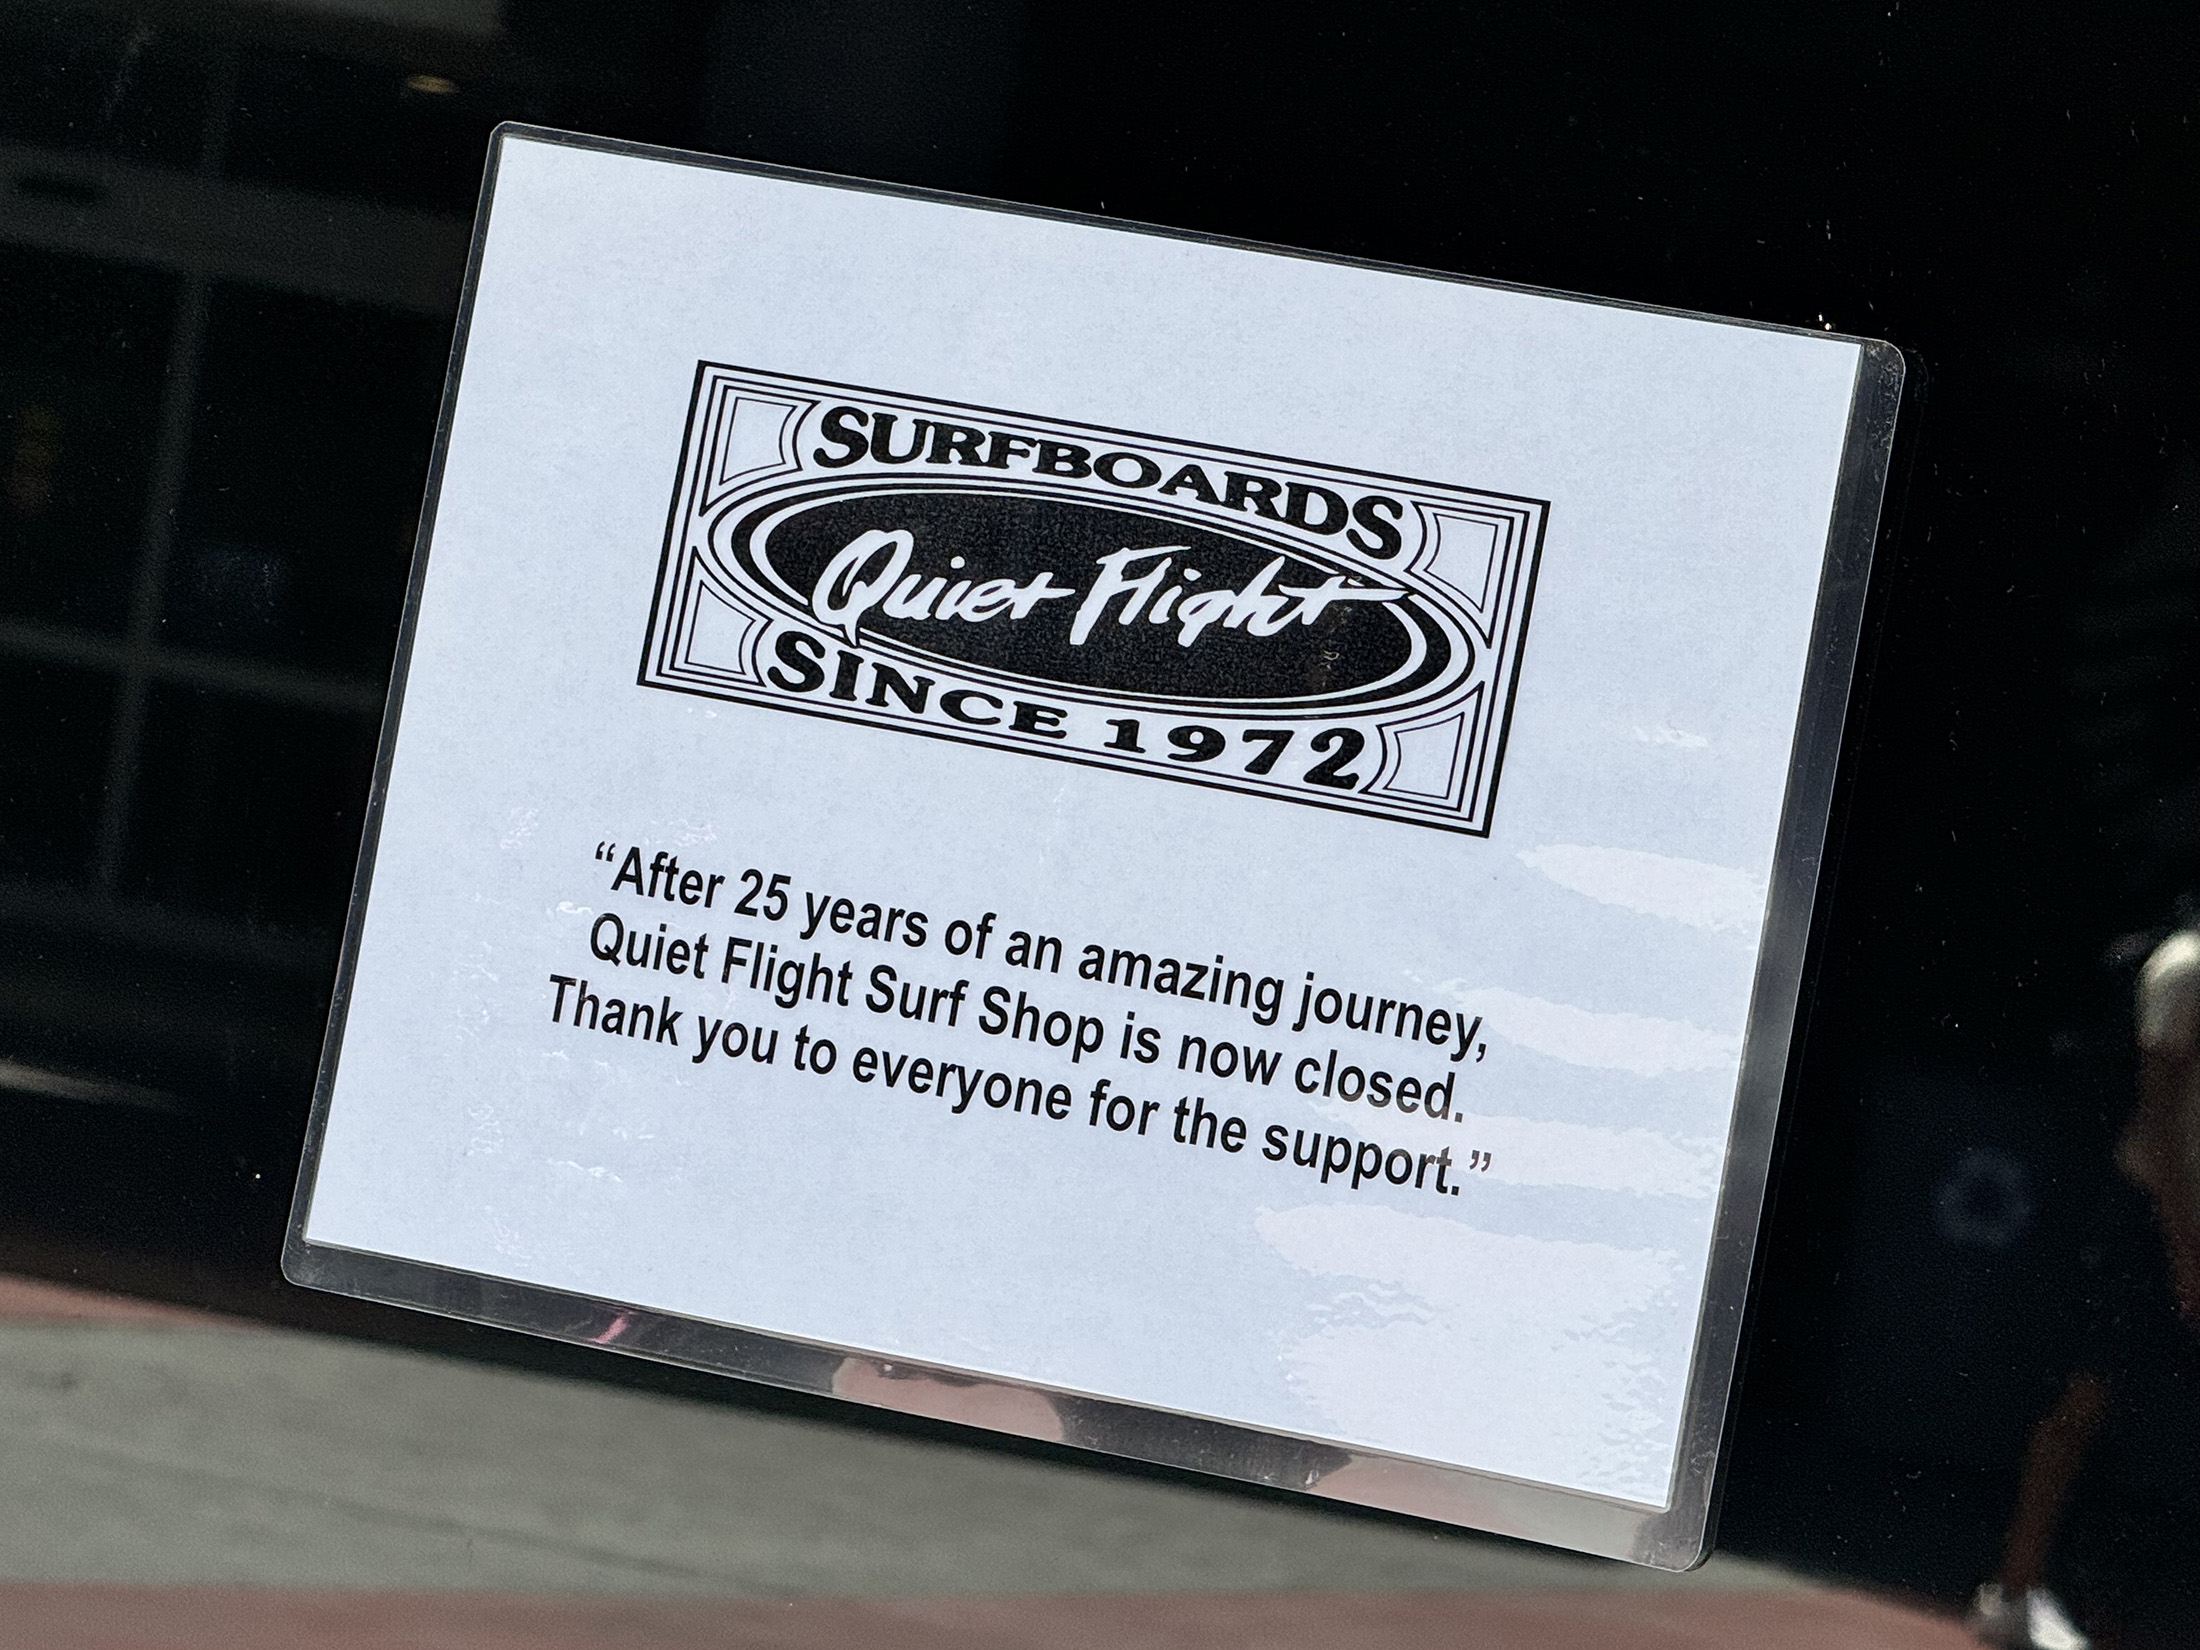 SURFBOARDS
Quiet Flight
SINCE 1972
“After 25 years of an amazing journey,
Quiet Flight Surf Shop is now closed.
Thank you to everyone for the support.”